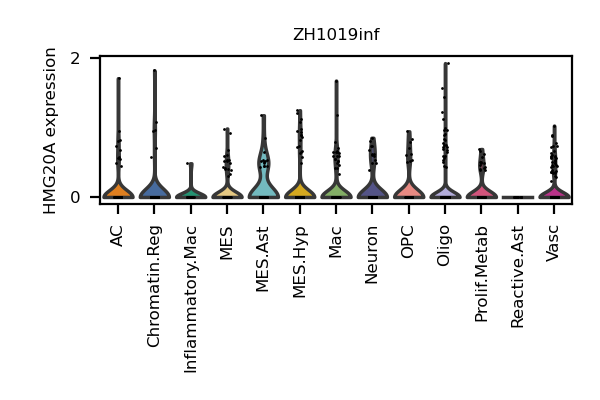 ZH1019inf
HMG20A expression
2
0
AC
Chromatin.Reg
Inflammatory.Mac
MES
MES.Ast
MES.Hyp
Mac
Neuron
OPC
Oligo
Prolif.Metab
Reactive.Ast
Vasc